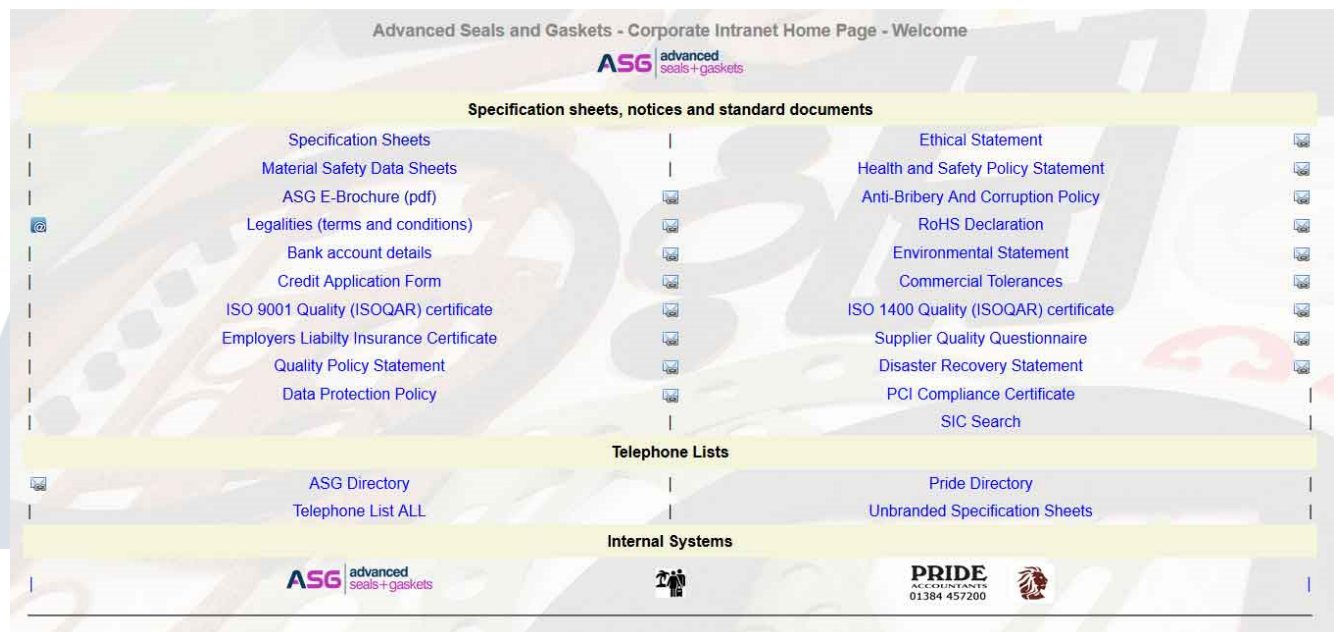 Advanced Seals and Gaskets - Corporate Intranet Home Page - Welcome
ASG advanced seals+gaskets
Specification sheets, notices and standard documents
| Specification Sheets | Ethical Statement
| Material Safety Data Sheets | Health and Safety Policy Statement
| ASG E-Brochure (pdf) Anti-Bribery And Corruption Policy
Legalities (terms and conditions) RoHS Declaration
| Bank account details Environmental Statement
| Credit Application Form Commercial Tolerances
| ISO 9001 Quality (ISOQAR) certificate ISO 1400 Quality (ISOQAR) certificate
| Employers Liabilty Insurance Certificate Supplier Quality Questionnaire
| Quality Policy Statement Disaster Recovery Statement
| Data Protection Policy PCI Compliance Certificate |
| | SIC Search |
Telephone Lists
ASG Directory | Pride Directory |
| Telephone List ALL | Unbranded Specification Sheets |
Internal Systems
| ASG advanced seals+gaskets PRIDE ACCOUNTANTS 01384 457200 |